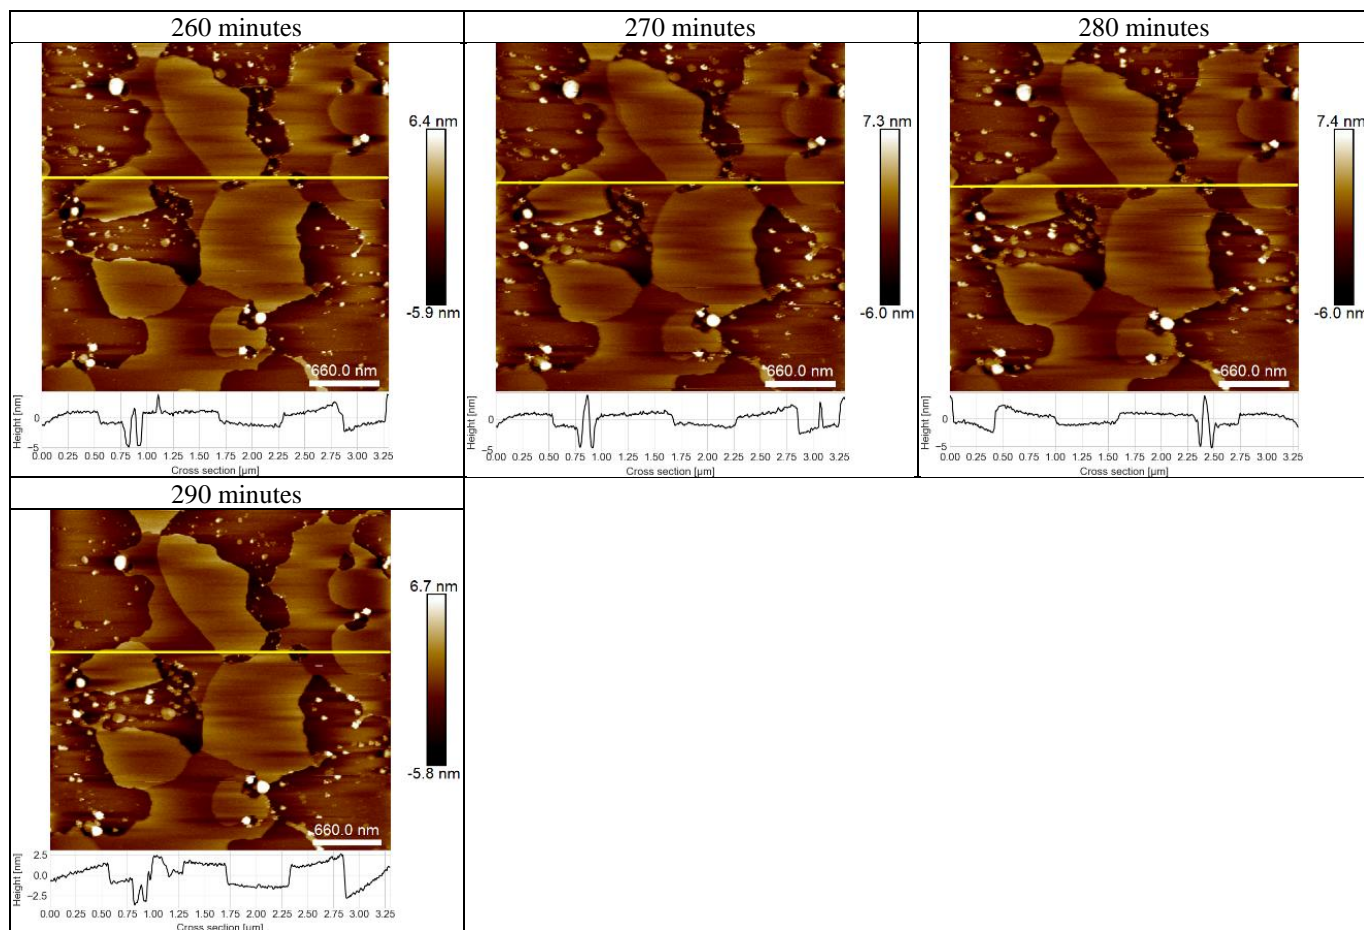 260 minutes
270 minutes
280 minutes
6.4 nm
-5.9 nm
660.0 nm
7.3 nm
-6.0 nm
660.0 nm
7.4 nm
-6.0 nm
660.0 nm
Height [nm]
0
-5
0.00 0.25 0.50 0.75 1.00 1.25 1.50 1.75 2.00 2.25 2.50 2.75 3.00 3.25
Cross section [μm]
Height [nm]
0
-5
0.00 0.25 0.50 0.75 1.00 1.25 1.50 1.75 2.00 2.25 2.50 2.75 3.00 3.25
Cross section [μm]
Height [nm]
0
-5
0.00 0.25 0.50 0.75 1.00 1.25 1.50 1.75 2.00 2.25 2.50 2.75 3.00 3.25
Cross section [μm]
290 minutes
6.7 nm
-5.8 nm
660.0 nm
Height [nm]
2.5
0.0
-2.5
0.00 0.25 0.50 0.75 1.00 1.25 1.50 1.75 2.00 2.25 2.50 2.75 3.00 3.25
Cross section [μm]